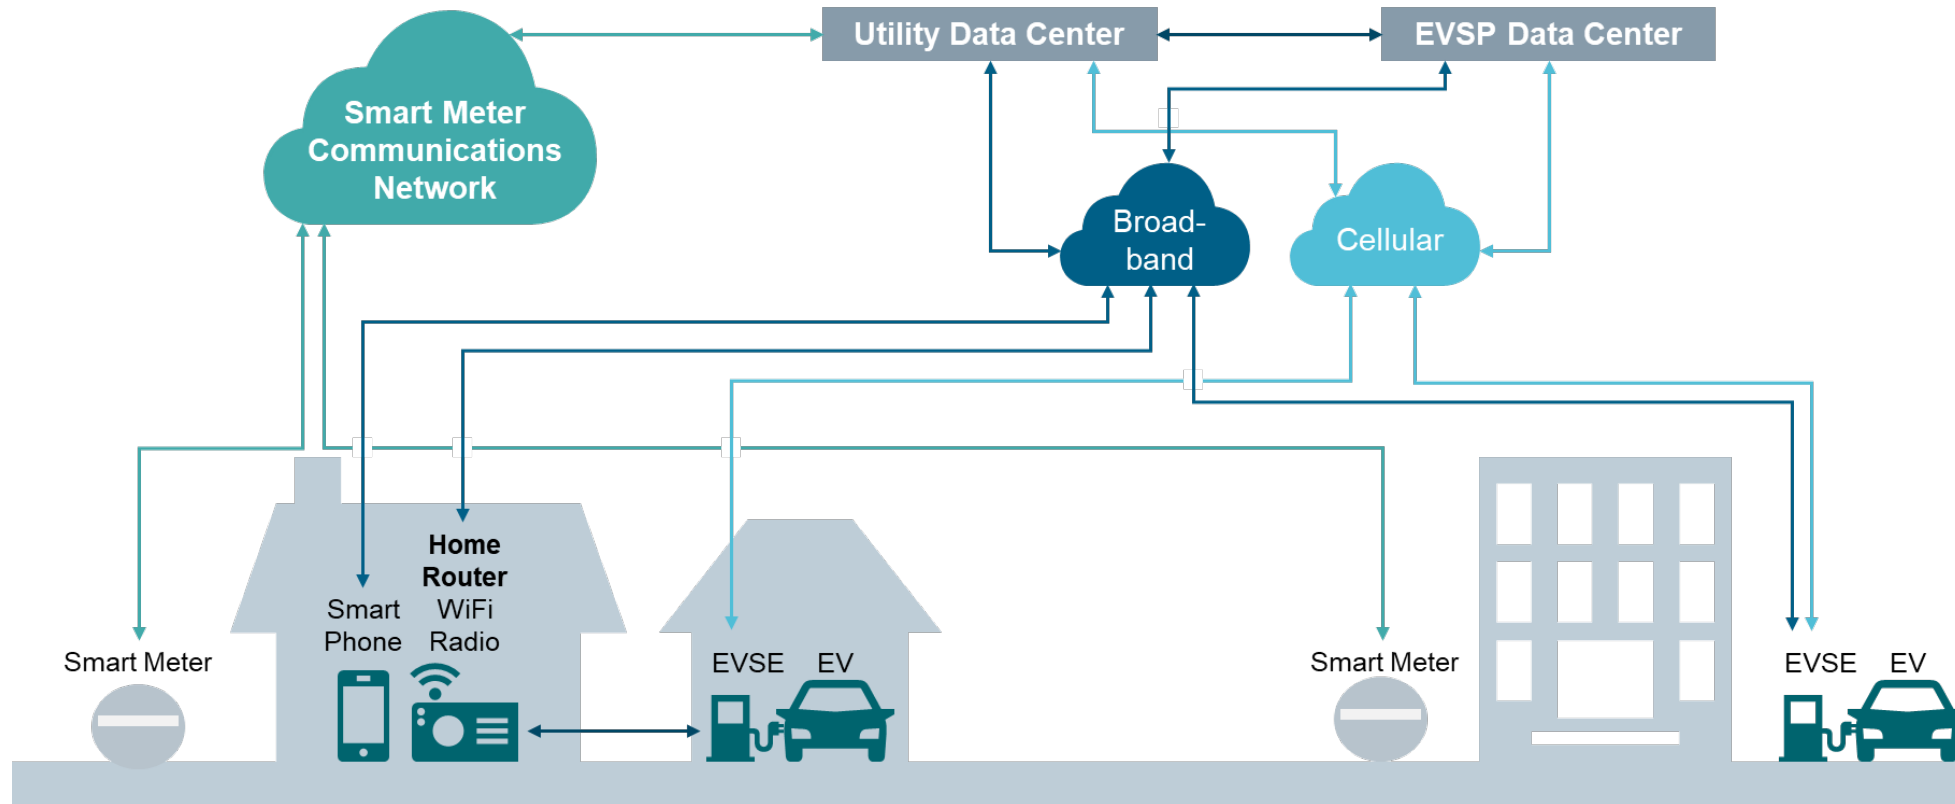 Utility Data Center
EVSP Data Center
Smart Meter
Communications
Network
Broad-
band
Cellular
Home
Router
WiFi
Radio
Smart
Phone
Smart Meter
EVSE
EV
Smart Meter
EVSE
EV